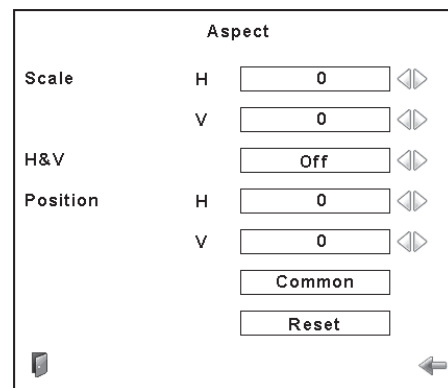 Aspect
Scale H 0
V 0
H&V Off
Position H 0
V 0
Common
Reset